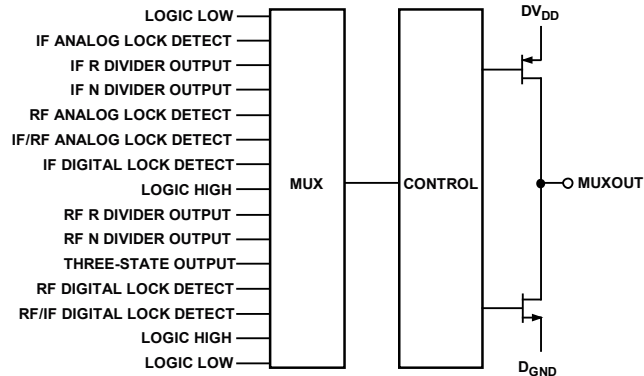 LOGIC LOW
IF ANALOG LOCK DETECT
IF R DIVIDER OUTPUT
IF N DIVIDER OUTPUT
RF ANALOG LOCK DETECT
IF/RF ANALOG LOCK DETECT
IF DIGITAL LOCK DETECT
LOGIC HIGH
RF R DIVIDER OUTPUT
RF N DIVIDER OUTPUT
THREE-STATE OUTPUT
RF DIGITAL LOCK DETECT
RF/IF DIGITAL LOCK DETECT
LOGIC HIGH
LOGIC LOW
MUX
CONTROL
DVDD
MUXOUT
DGND